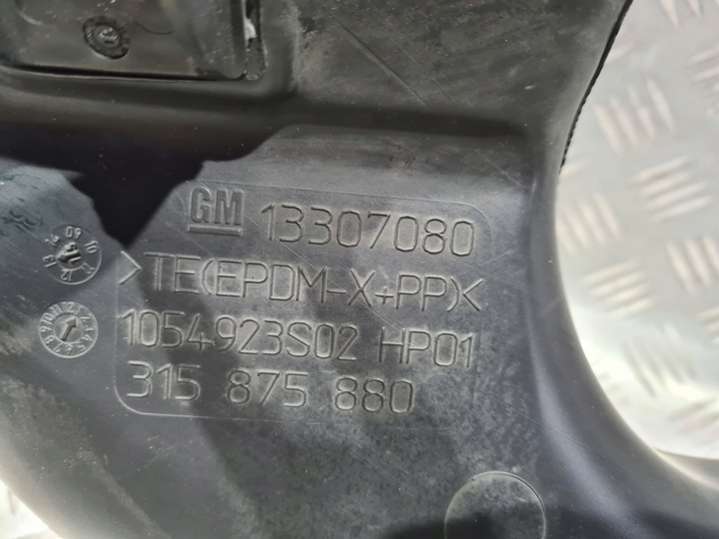 GM 13307080
>TE(EPDM-X+PP)<
1054923S02 HP01
315 875 880